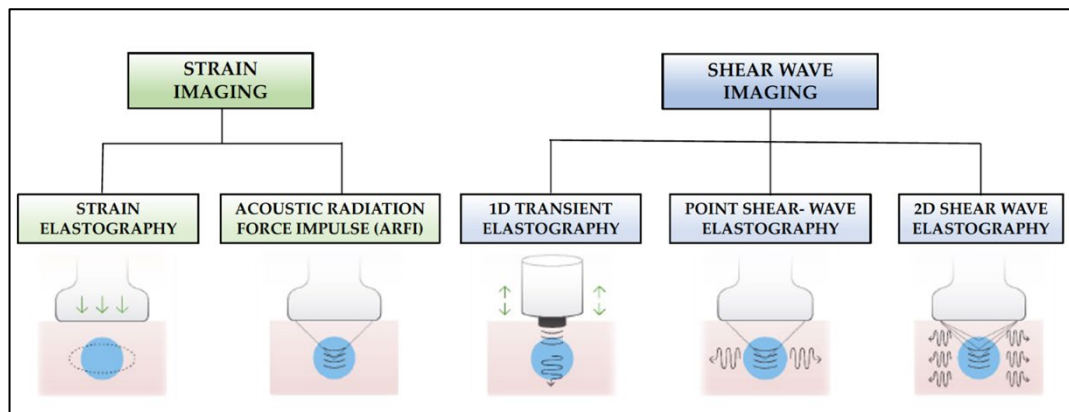 STRAIN
IMAGING
SHEAR WAVE
IMAGING
STRAIN
ELASTOGRAPHY
ACOUSTIC RADIATION
FORCE IMPULSE (ARFI)
1D TRANSIENT
ELASTOGRAPHY
POINT SHEAR- WAVE
ELASTOGRAPHY
2D SHEAR WAVE
ELASTOGRAPHY